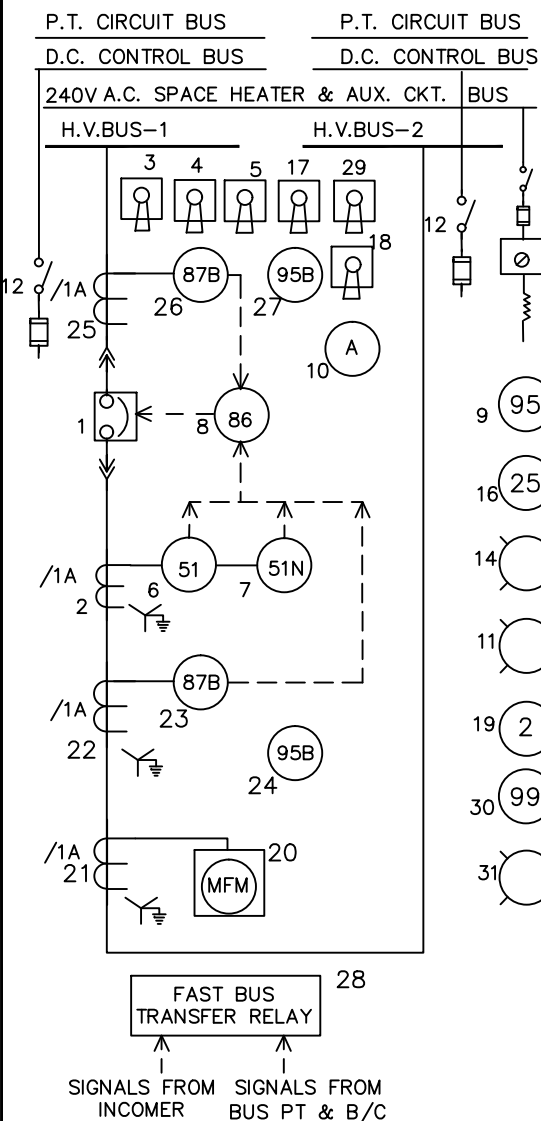 P.T. CIRCUIT BUS
P.T. CIRCUIT BUS
D.C. CONTROL BUS
D.C. CONTROL BUS
240V A.C. SPACE HEATER & AUX. CKT. BUS
H.V.BUS-1
H.V.BUS-2
3 4 5 17 29
18
12
12
/1A
25
87B
26
95B
27
A
10
1
8
86
9
95
16
25
/1A
2
6
51
7
51N
14
11
/1A
22
87B
23
95B
24
19
2
30
99
/1A
21
MFM
20
31
28
FAST BUS
TRANSFER RELAY
SIGNALS FROM
INCOMER
SIGNALS FROM
BUS PT & B/C